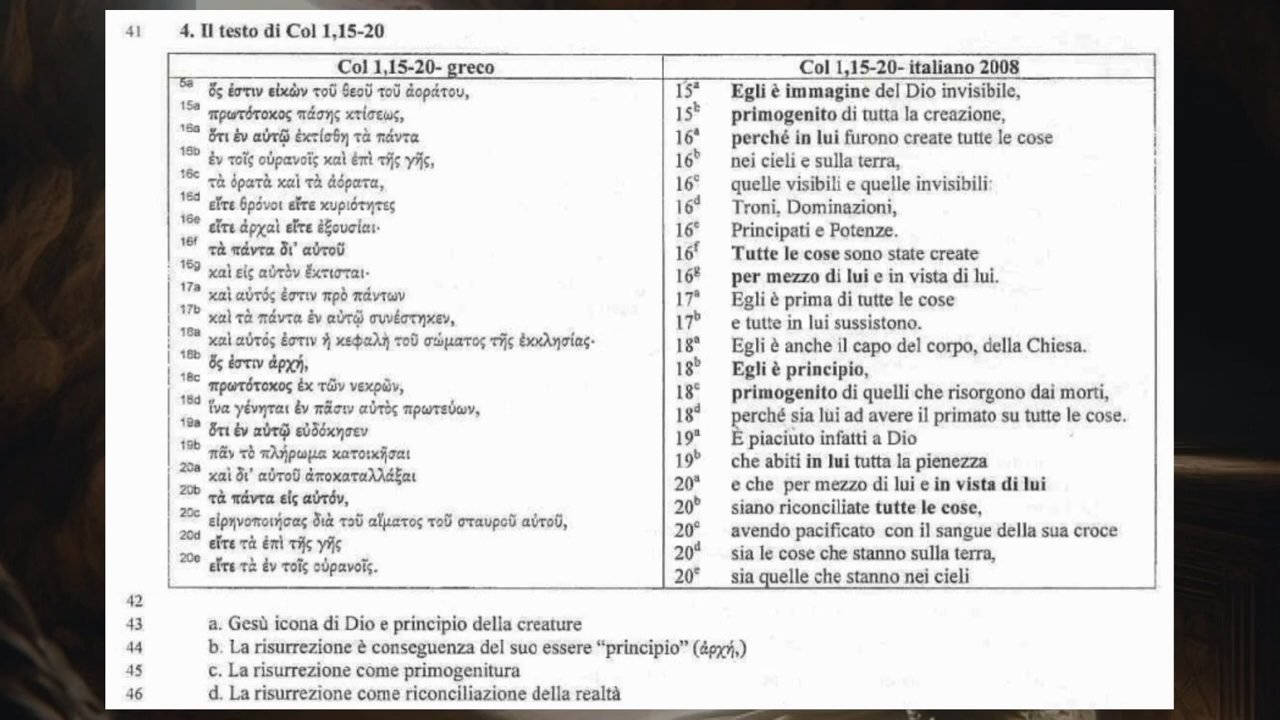 41 4. Il testo di Col 1,15-20
Col 1,15-20- greco
5a ὅς ἐστιν εἰκὼν τοῦ θεοῦ τοῦ ἀοράτου,
15a πρωτότοκος πάσης κτίσεως,
16a ὅτι ἐν αὐτῷ ἐκτίσθη τὰ πάντα
16b ἐν τοῖς οὐρανοῖς καὶ ἐπὶ τῆς γῆς,
16c τὰ ὁρατὰ καὶ τὰ ἀόρατα,
16d εἴτε θρόνοι εἴτε κυριότητες
16e εἴτε ἀρχαὶ εἴτε ἐξουσίαι·
16f τὰ πάντα δι’ αὐτοῦ
16g καὶ εἰς αὐτὸν ἔκτισται·
17a καὶ αὐτός ἐστιν πρὸ πάντων
17b καὶ τὰ πάντα ἐν αὐτῷ συνέστηκεν,
18a καὶ αὐτός ἐστιν ἡ κεφαλὴ τοῦ σώματος τῆς ἐκκλησίας·
18b ὅς ἐστιν ἀρχή,
18c πρωτότοκος ἐκ τῶν νεκρῶν,
18d ἵνα γένηται ἐν πᾶσιν αὐτὸς πρωτεύων,
19a ὅτι ἐν αὐτῷ εὐδόκησεν
19b πᾶν τὸ πλήρωμα κατοικῆσαι
20a καὶ δι’ αὐτοῦ ἀποκαταλλάξαι
20b τὰ πάντα εἰς αὐτόν,
20c εἰρηνοποιήσας διὰ τοῦ αἵματος τοῦ σταυροῦ αὐτοῦ,
20d εἴτε τὰ ἐπὶ τῆς γῆς
20e εἴτε τὰ ἐν τοῖς οὐρανοῖς.
Col 1,15-20- italiano 2008
15a Egli è immagine del Dio invisibile,
15b primogenito di tutta la creazione,
16a perché in lui furono create tutte le cose
16b nei cieli e sulla terra,
16c quelle visibili e quelle invisibili:
16d Troni, Dominazioni,
16e Principati e Potenze.
16f Tutte le cose sono state create
16g per mezzo di lui e in vista di lui.
17a Egli è prima di tutte le cose
17b e tutte in lui sussistono.
18a Egli è anche il capo del corpo, della Chiesa.
18b Egli è principio,
18c primogenito di quelli che risorgono dai morti,
18d perché sia lui ad avere il primato su tutte le cose.
19a È piaciuto infatti a Dio
19b che abiti in lui tutta la pienezza
20a e che per mezzo di lui e in vista di lui
20b siano riconciliate tutte le cose,
20c avendo pacificato con il sangue della sua croce
20d sia le cose che stanno sulla terra,
20e sia quelle che stanno nei cieli
42
43 a. Gesù icona di Dio e principio della creature
44 b. La risurrezione è conseguenza del suo essere “principio” (ἀρχή,)
45 c. La risurrezione come primogenitura
46 d. La risurrezione come riconciliazione della realtà